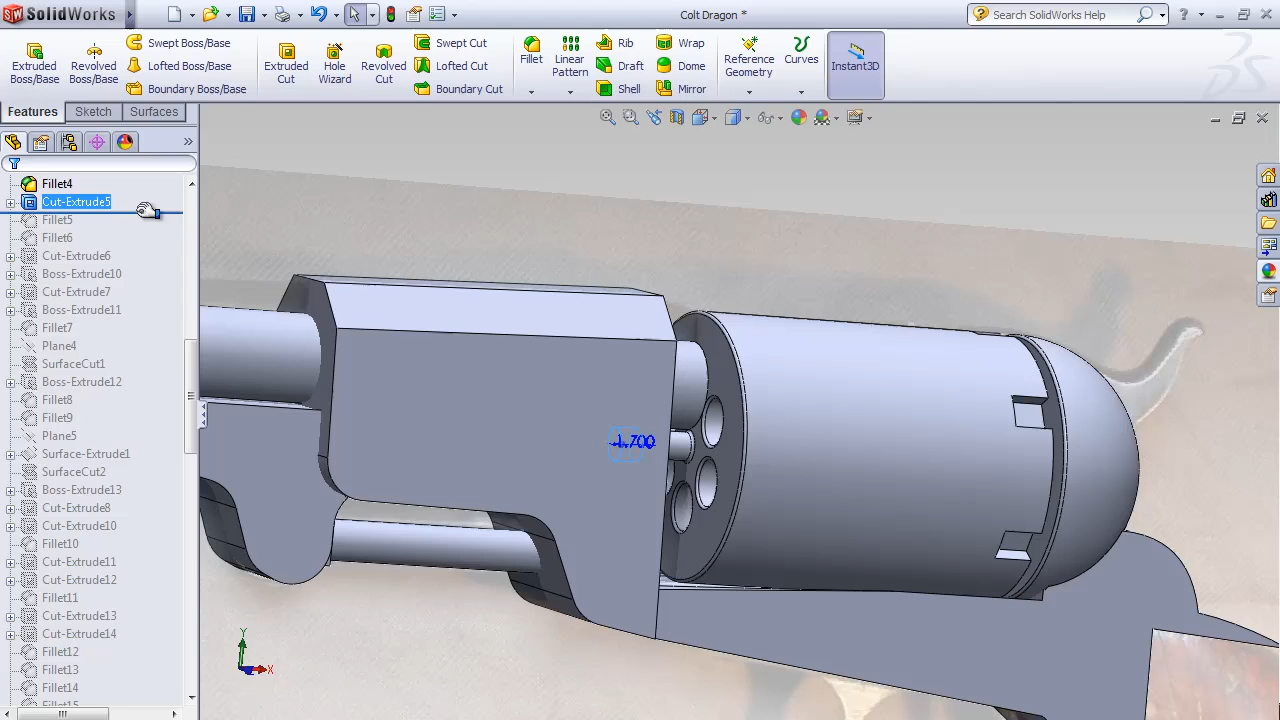 SolidWorks
Colt Dragon *
Search SolidWorks Help
Extruded Boss/Base
Revolved Boss/Base
Swept Boss/Base
Lofted Boss/Base
Boundary Boss/Base
Extruded Cut
Hole Wizard
Revolved Cut
Swept Cut
Lofted Cut
Boundary Cut
Fillet
Linear Pattern
Rib
Draft
Shell
Wrap
Dome
Mirror
Reference Geometry
Curves
Instant3D
Features
Sketch
Surfaces
Fillet4
Cut-Extrude5
Fillet5
Fillet6
Cut-Extrude6
Boss-Extrude10
Cut-Extrude7
Boss-Extrude11
Fillet7
Plane4
SurfaceCut1
Boss-Extrude12
Fillet8
Fillet9
Plane5
Surface-Extrude1
SurfaceCut2
Boss-Extrude13
Cut-Extrude8
Cut-Extrude10
Fillet10
Cut-Extrude11
Cut-Extrude12
Fillet11
Cut-Extrude13
Cut-Extrude14
Fillet12
Fillet13
Fillet14
Fillet15
Y
X